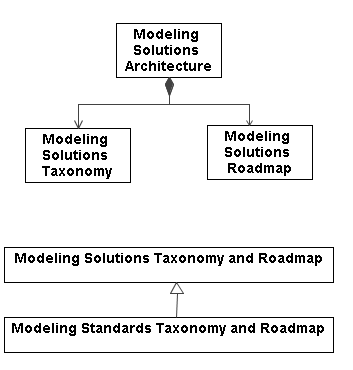 Modeling
Solutions
Architecture
Modeling
Solutions
Taxonomy
Modeling
Solutions
Roadmap
Modeling Solutions Taxonomy and Roadmap
Modeling Standards Taxonomy and Roadmap